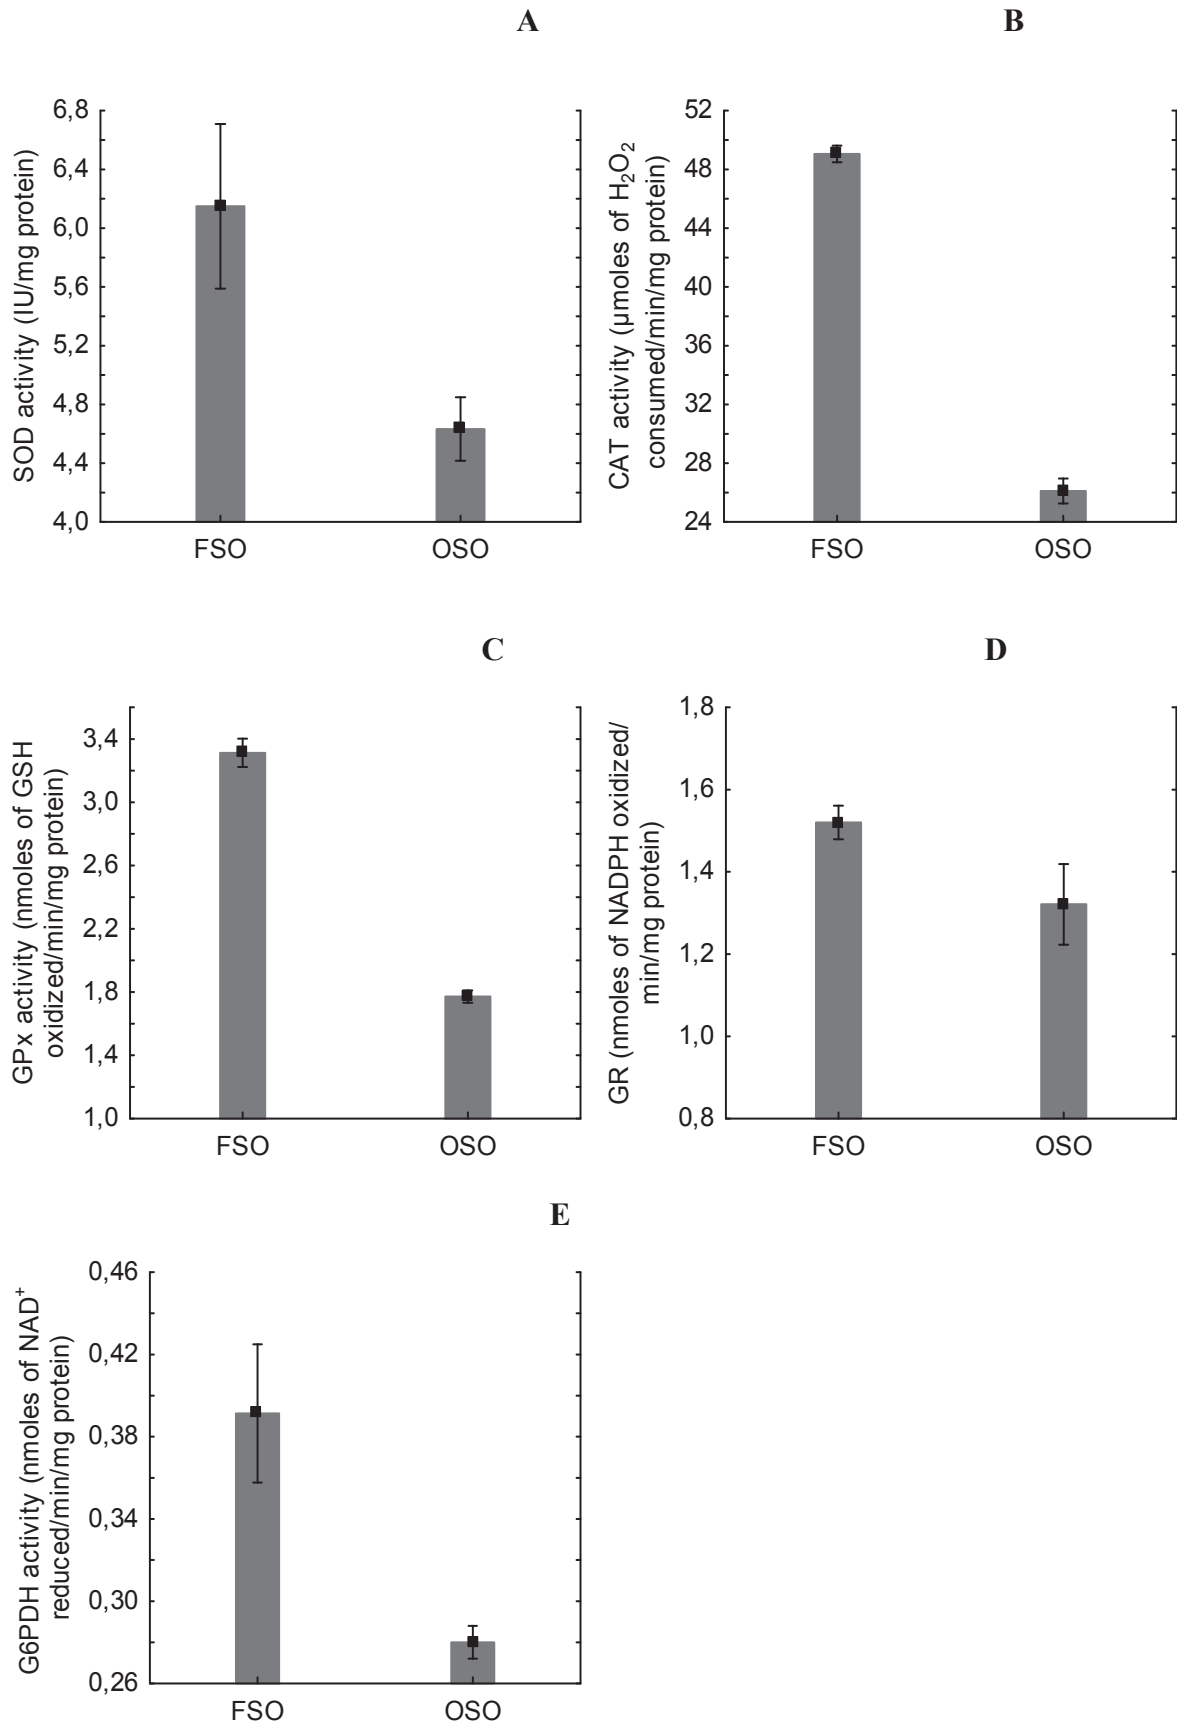 A
SOD activity (IU/mg protein)
6,8
6,4
6,0
5,6
5,2
4,8
4,4
4,0
FSO
OSO
B
CAT activity (µmoles of H₂O₂
consumed/min/mg protein)
52
48
44
40
36
32
28
24
FSO
OSO
C
GPx activity (nmoles of GSH
oxidized/min/mg protein)
3,4
3,0
2,6
2,2
1,8
1,4
1,0
FSO
OSO
D
GR (nmoles of NADPH oxidized/
min/mg protein)
1,8
1,6
1,4
1,2
1,0
0,8
FSO
OSO
E
G6PDH activity (nmoles of NAD⁺
reduced/min/mg protein)
0,46
0,42
0,38
0,34
0,30
0,26
FSO
OSO